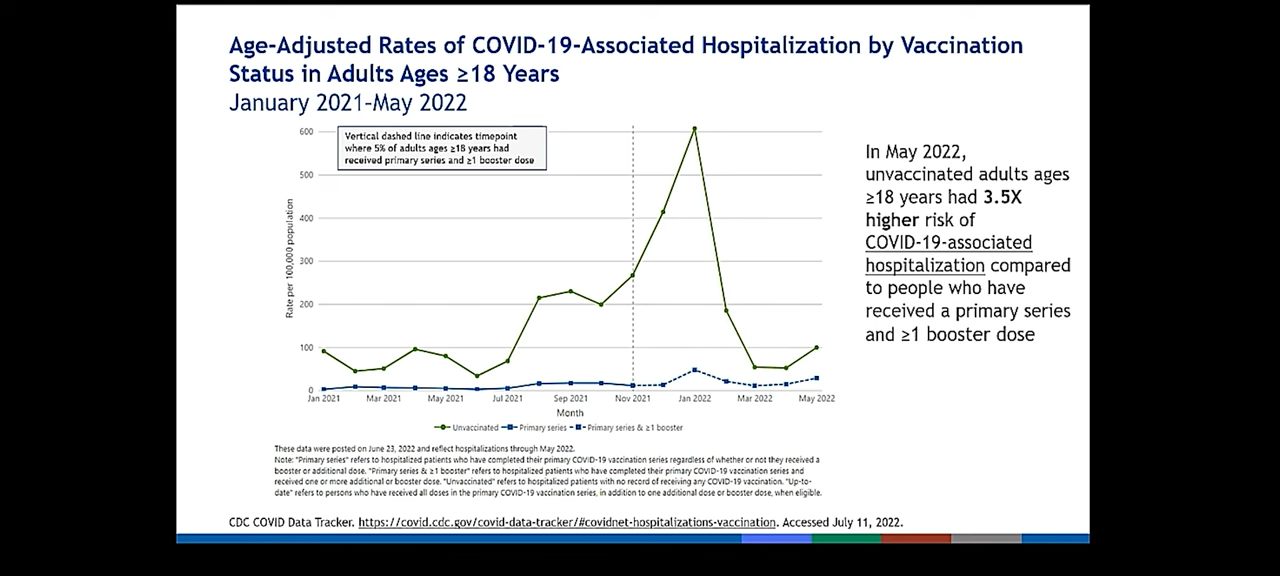 Age-Adjusted Rates of COVID-19-Associated Hospitalization by Vaccination
Status in Adults Ages ≥18 Years
January 2021–May 2022
Vertical dashed line indicates timepoint
where 5% of adults ages ≥18 years had
received primary series and ≥1 booster dose
600
500
400
300
200
100
0
Rate per 100,000 population
Jan 2021 Mar 2021 May 2021 Jul 2021 Sep 2021 Nov 2021 Jan 2022 Mar 2022 May 2022
Month
Unvaccinated Primary series Primary series & ≥1 booster
In May 2022,
unvaccinated adults ages
≥18 years had 3.5X
higher risk of
COVID-19-associated
hospitalization compared
to people who have
received a primary series
and ≥1 booster dose
These data were posted on June 23, 2022 and reflect hospitalizations through May 2022.
Note: "Primary series" refers to hospitalized patients who have completed their primary COVID-19 vaccination series regardless of whether or not they received a
booster or additional dose. "Primary series & ≥1 booster" refers to hospitalized patients who have completed their primary COVID-19 vaccination series and
received one or more additional or booster dose. "Unvaccinated" refers to hospitalized patients with no record of receiving any COVID-19 vaccination. "Up-to-
date" refers to persons who have received all doses in the primary COVID-19 vaccination series, in addition to one additional dose or booster dose, when eligible.
CDC COVID Data Tracker. https://covid.cdc.gov/covid-data-tracker/#covidnet-hospitalizations-vaccination. Accessed July 11, 2022.